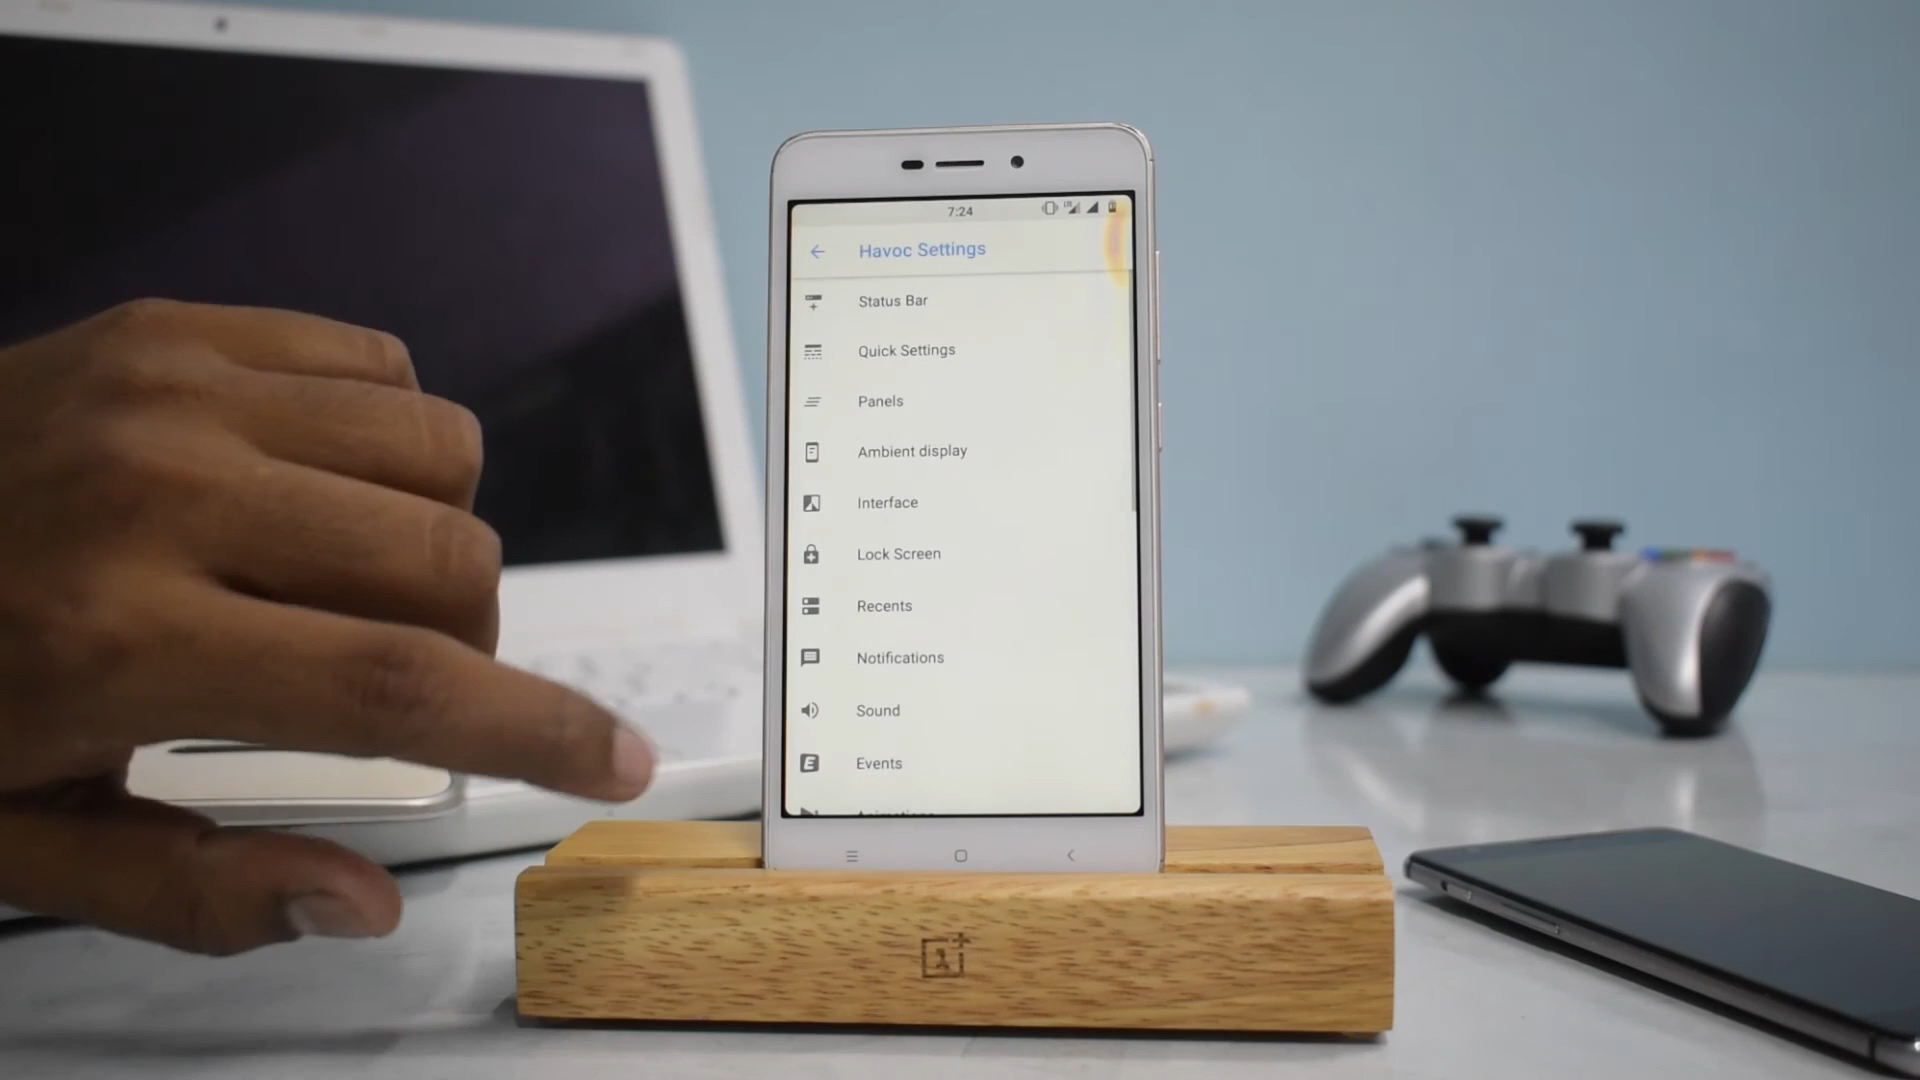 7:24
Havoc Settings
Status Bar
Quick Settings
Panels
Ambient display
Interface
Lock Screen
Recents
Notifications
Sound
Events